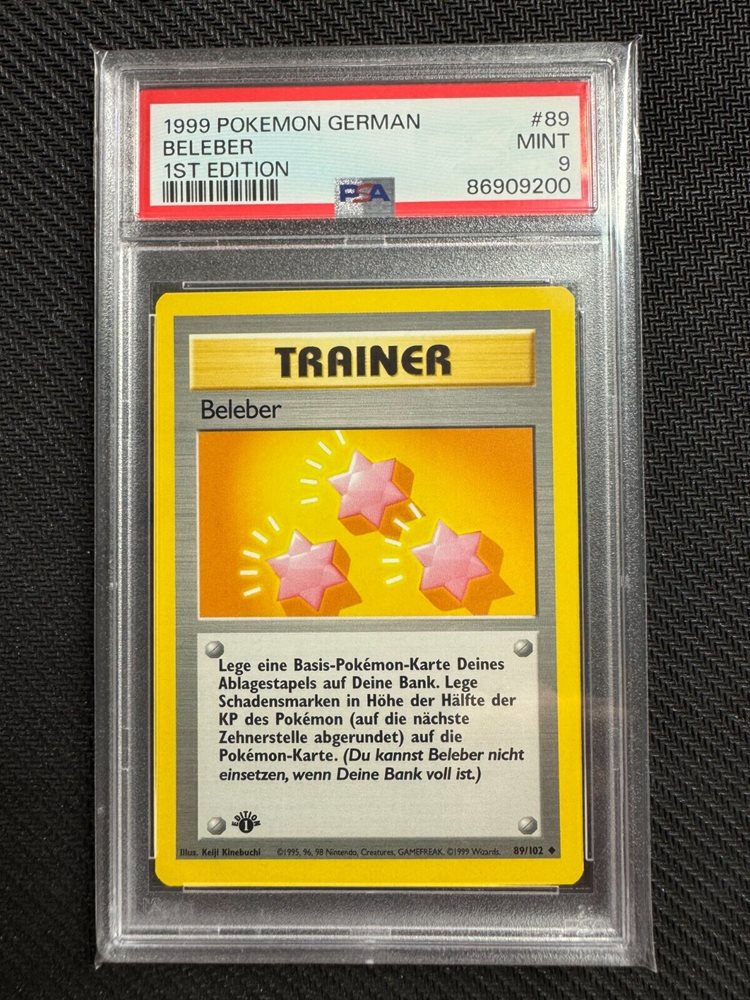 1999 POKEMON GERMAN #89
BELEBER MINT
1ST EDITION 9
PSA 86909200
TRAINER
Beleber
Lege eine Basis-Pokémon-Karte Deines
Ablagestapels auf Deine Bank. Lege
Schadensmarken in Höhe der Hälfte der
KP des Pokémon (auf die nächste
Zehnerstelle abgerundet) auf die
Pokémon-Karte. (Du kannst Beleber nicht
einsetzen, wenn Deine Bank voll ist.)
EDITION 1
Illus. Keiji Kinebuchi ©1995, 96, 98 Nintendo, Creatures, GAMEFREAK. ©1999 Wizards. 89/102